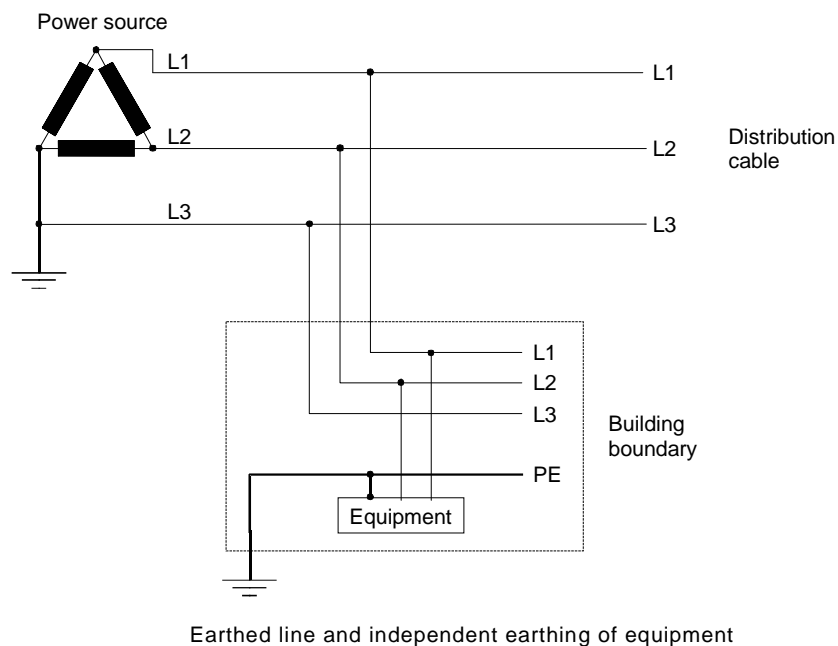 Power source
L1
L1
L2
L2
Distribution
cable
L3
L3
L1
L2
L3
Building
boundary
PE
Equipment
Earthed line and independent earthing of equipment